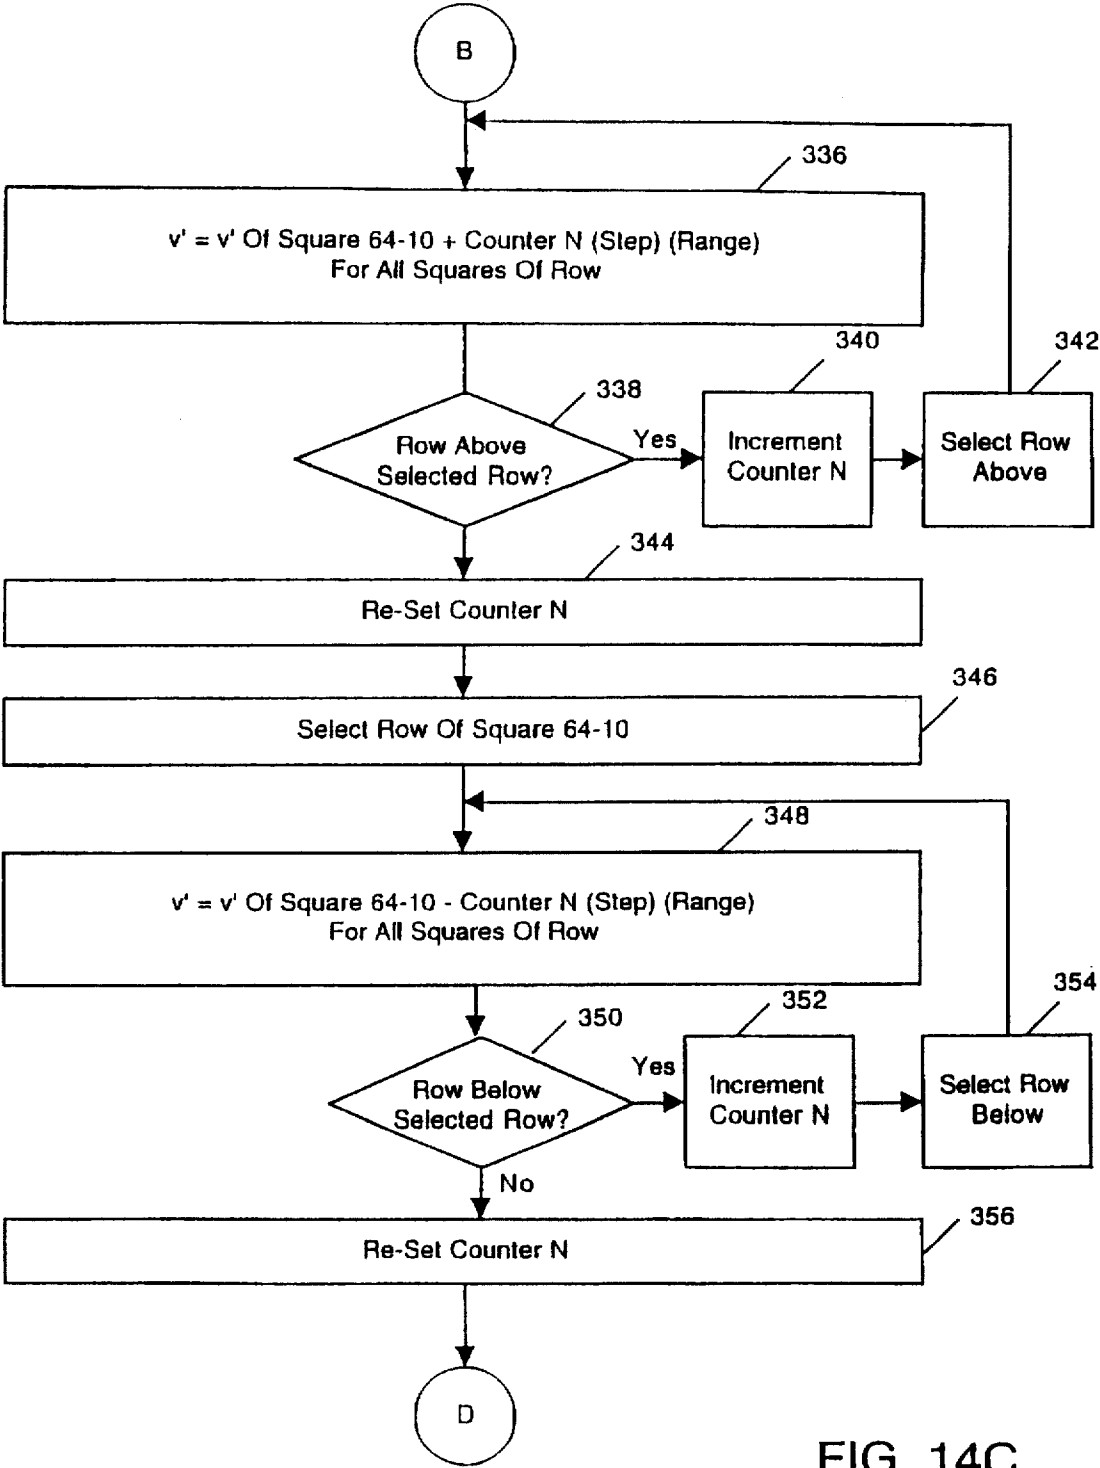 B
336
v' = v' Of Square 64-10 + Counter N (Step) (Range)
For All Squares Of Row
338
Row Above
Selected Row?
Yes
340
Increment
Counter N
342
Select Row
Above
344
Re-Set Counter N
346
Select Row Of Square 64-10
348
v' = v' Of Square 64-10 - Counter N (Step) (Range)
For All Squares Of Row
350
Row Below
Selected Row?
Yes
352
Increment
Counter N
354
Select Row
Below
No
356
Re-Set Counter N
D
FIG. 14C